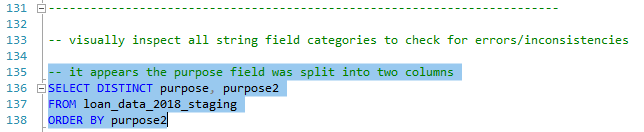 131 --------------------------------------------------------------------
132
133 -- visually inspect all string field categories to check for errors/inconsistencies
134
135 -- it appears the purpose field was split into two columns
136 SELECT DISTINCT purpose, purpose2
137 FROM loan_data_2018_staging
138 ORDER BY purpose2